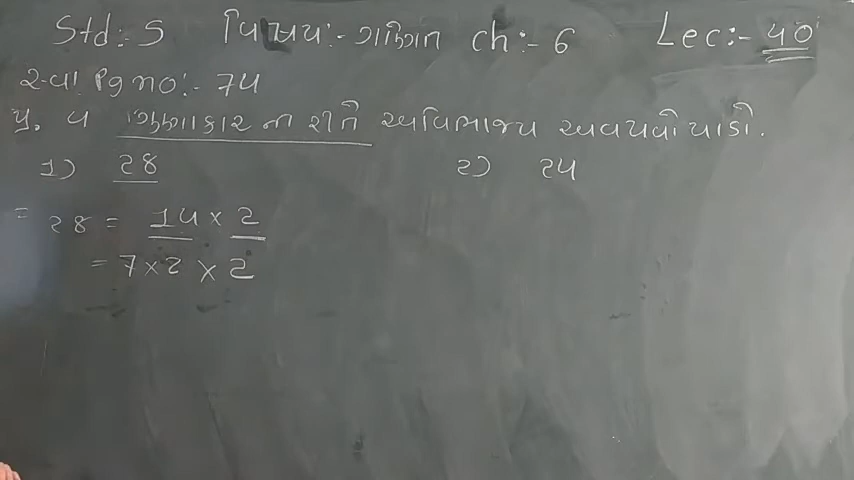 Std:- 5 વિષય:- ગણિત ch:- 6 Lec:- 40
સ્વા. Pg no:- 74
પ્ર. 4 ગુણાકાર ની રીતે અવિભાજ્ય અવયવો પાડો.
1) 28
2) 24
= 28 = 14 × 2
= 7 × 2 × 2